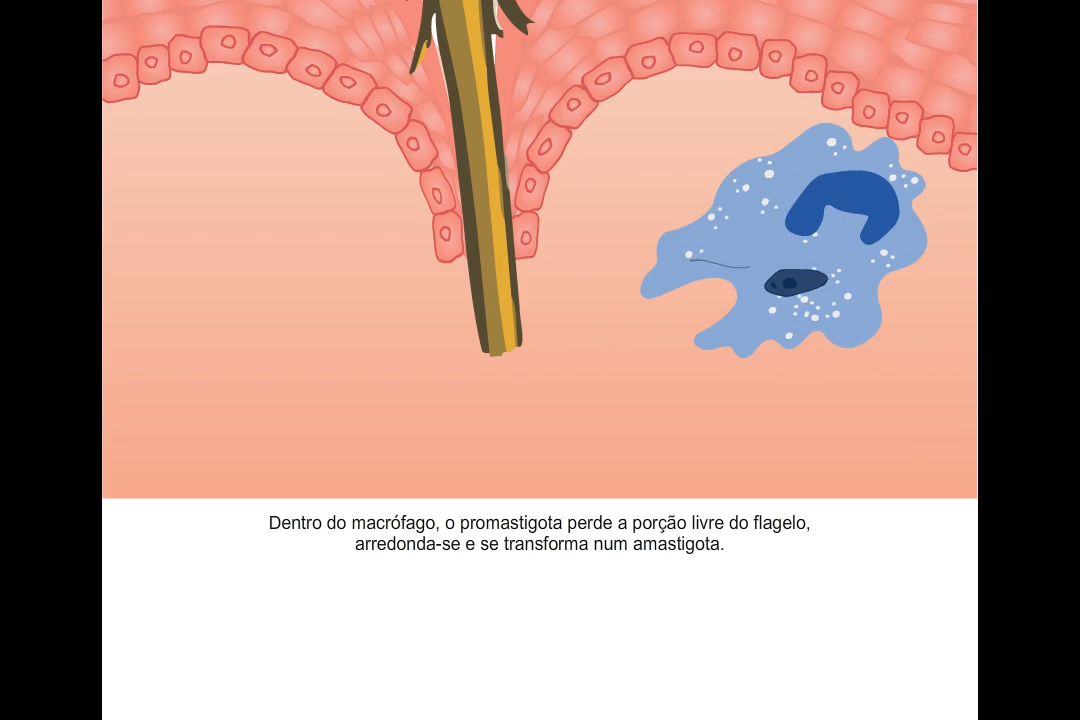 Dentro do macrófago, o promastigota perde a porção livre do flagelo,
arredonda-se e se transforma num amastigota.